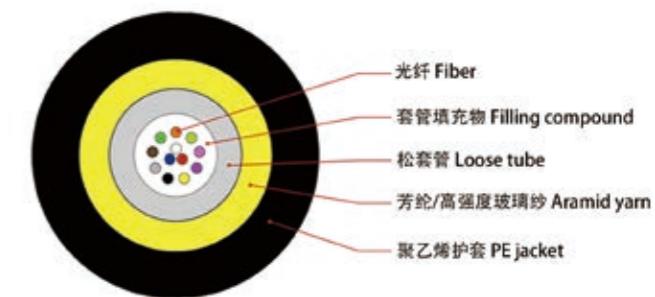 光纤 Fiber
套管填充物 Filling compound
松套管 Loose tube
芳纶/高强度玻璃纱 Aramid yarn
聚乙烯护套 PE jacket